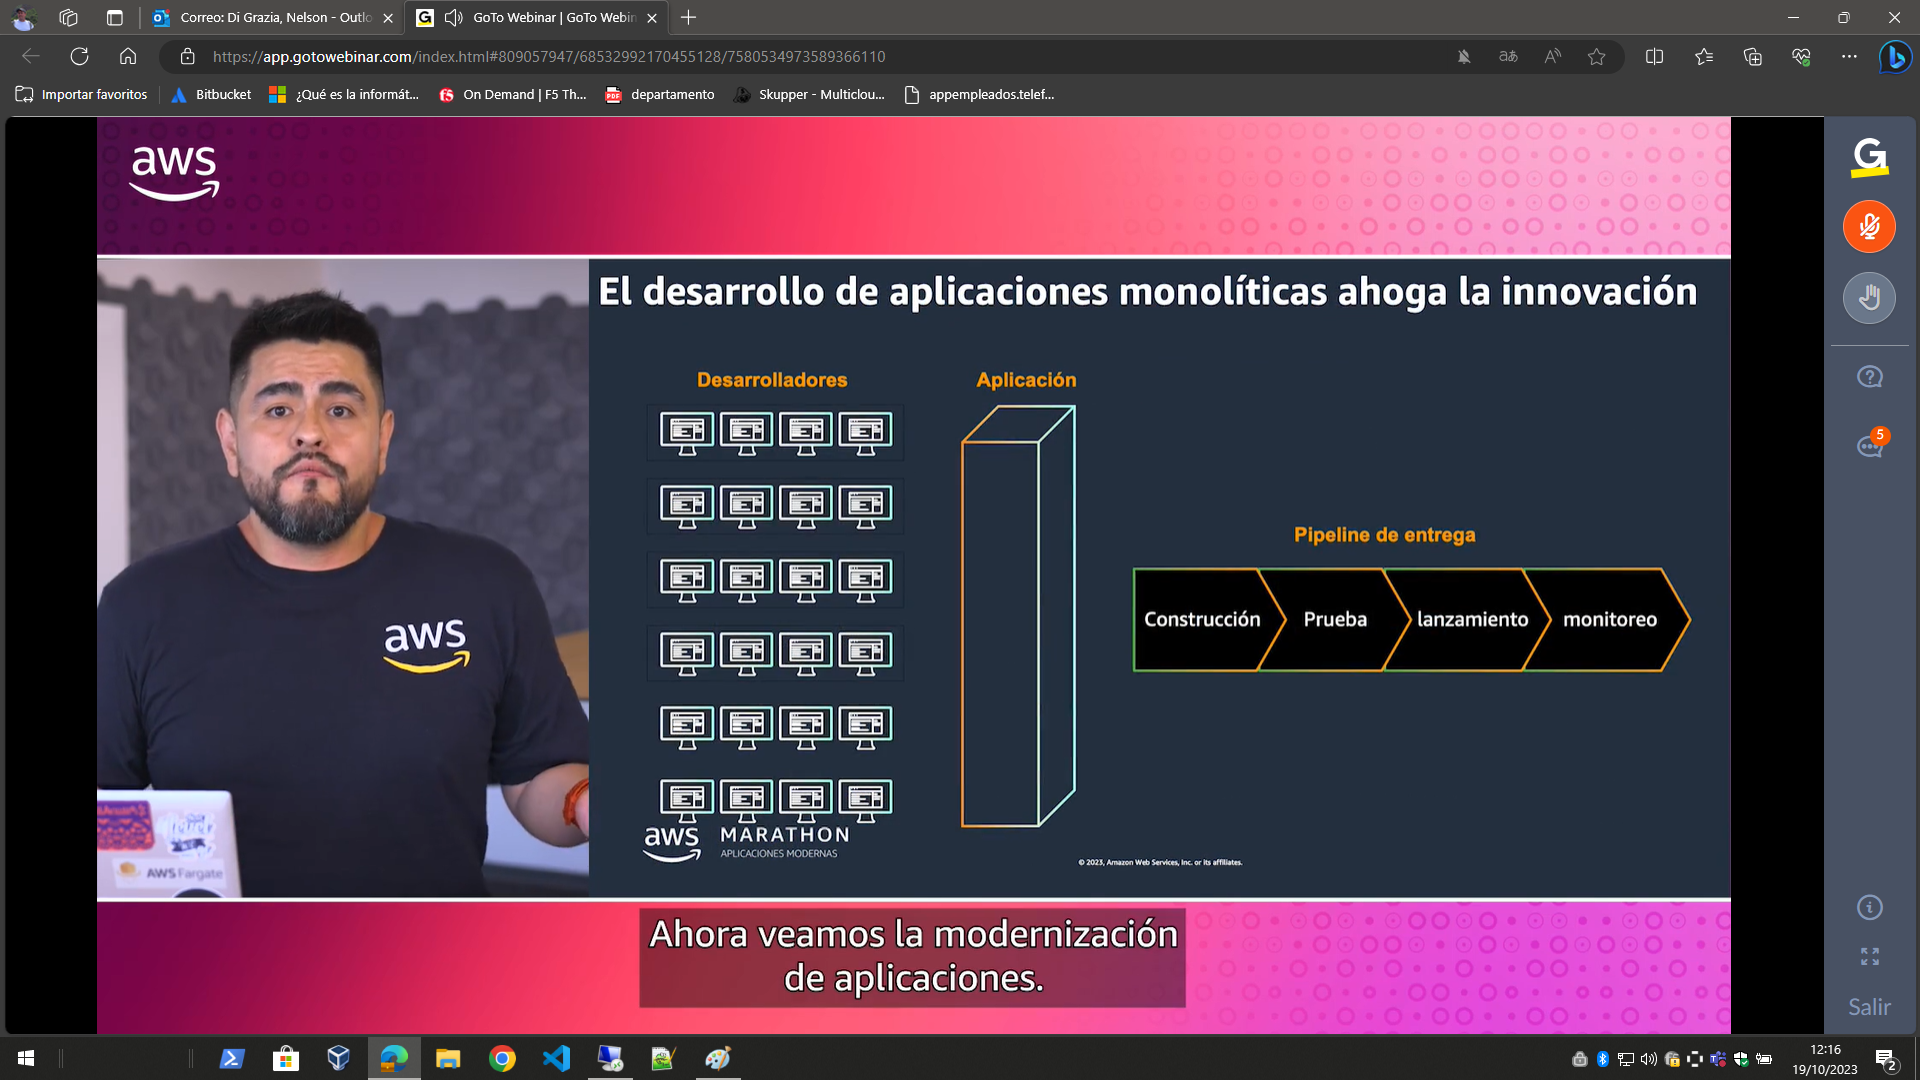 Correo: Di Grazia, Nelson - Outlo
GoTo Webinar | GoTo Webin
https://app.gotowebinar.com/index.html#809057947/68532992170455128/7580534973589366110
Importar favoritos
Bitbucket
¿Qué es la informát...
On Demand | F5 Th...
departamento
Skupper - Multiclou...
appempleados.telef...
aws
El desarrollo de aplicaciones monolíticas ahoga la innovación
Desarrolladores
Aplicación
Pipeline de entrega
Construcción
Prueba
lanzamiento
monitoreo
aws
AWS Fargate
aws
MARATHON
APLICACIONES MODERNAS
© 2023, Amazon Web Services, Inc. or its affiliates.
Ahora veamos la modernización
de aplicaciones.
5
Salir
12:16
19/10/2023
2